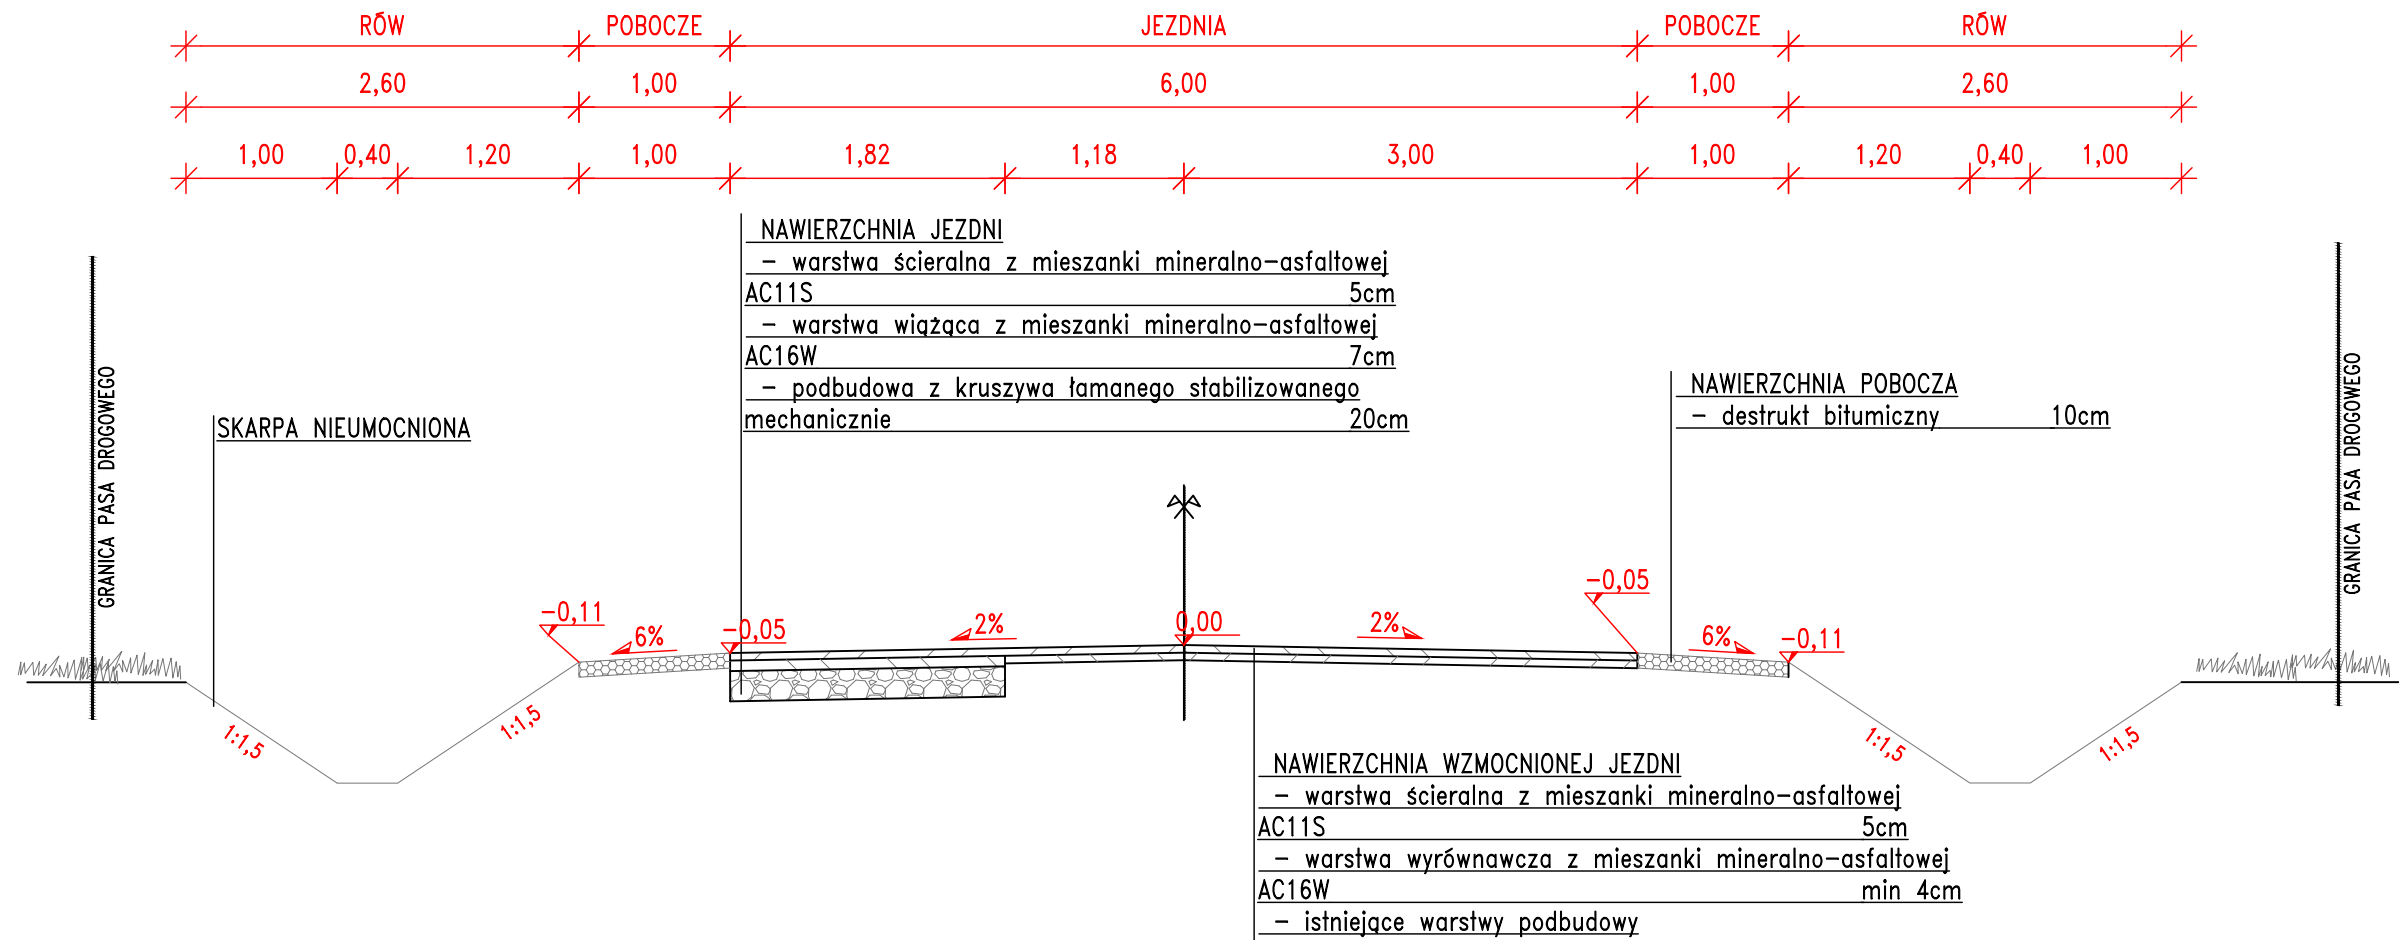 RÓW POBOCZE JEZDNIA POBOCZE RÓW
2,60 1,00 6,00 1,00 2,60
1,00 0,40 1,20 1,00 1,82 1,18 3,00 1,00 1,20 0,40 1,00
NAWIERZCHNIA JEZDNI
- warstwa ścieralna z mieszanki mineralno-asfaltowej
AC11S 5cm
- warstwa wiążąca z mieszanki mineralno-asfaltowej
AC16W 7cm
- podbudowa z kruszywa łamanego stabilizowanego
mechanicznie 20cm
NAWIERZCHNIA POBOCZA
- destrukt bitumiczny 10cm
SKARPA NIEUMOCNIONA
GRANICA PASA DROGOWEGO
GRANICA PASA DROGOWEGO
-0,11 6% -0,05 2% 0,00 2% -0,05 6% -0,11
1:1,5 1:1,5 1:1,5 1:1,5
NAWIERZCHNIA WZMOCNIONEJ JEZDNI
- warstwa ścieralna z mieszanki mineralno-asfaltowej
AC11S 5cm
- warstwa wyrównawcza z mieszanki mineralno-asfaltowej
AC16W min 4cm
- istniejące warstwy podbudowy